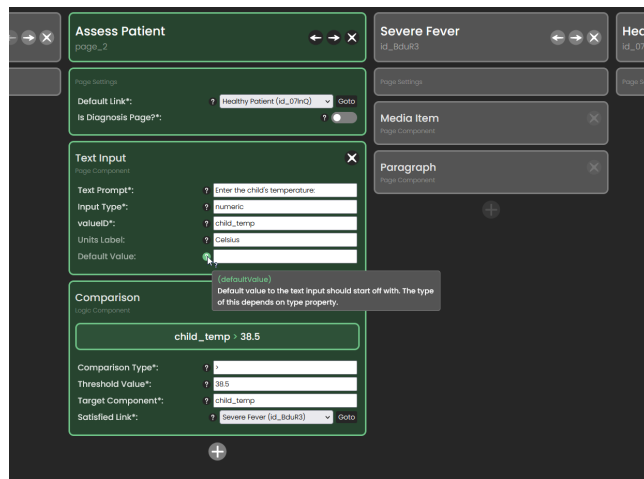 Assess Patient
page_2
Page Settings
Default Link*:
? Healthy Patient (id_07lnQ) Goto
Is Diagnosis Page?*:
?
Text Input
Page Component
Text Prompt*:
? Enter the child's temperature:
Input Type*:
? numeric
valueID*:
? child_temp
Units Label:
? Celsius
Default Value:
?
(defaultValue)
Default value to the text input should start off with. The type
of this depends on type property.
Comparison
Logic Component
child_temp > 38.5
Comparison Type*:
? >
Threshold Value*:
? 38.5
Target Component*:
? child_temp
Satisfied Link*:
? Severe Fever (id_BduR3) Goto
Severe Fever
id_BduR3
Page Settings
Media Item
Page Component
Paragraph
Page Component